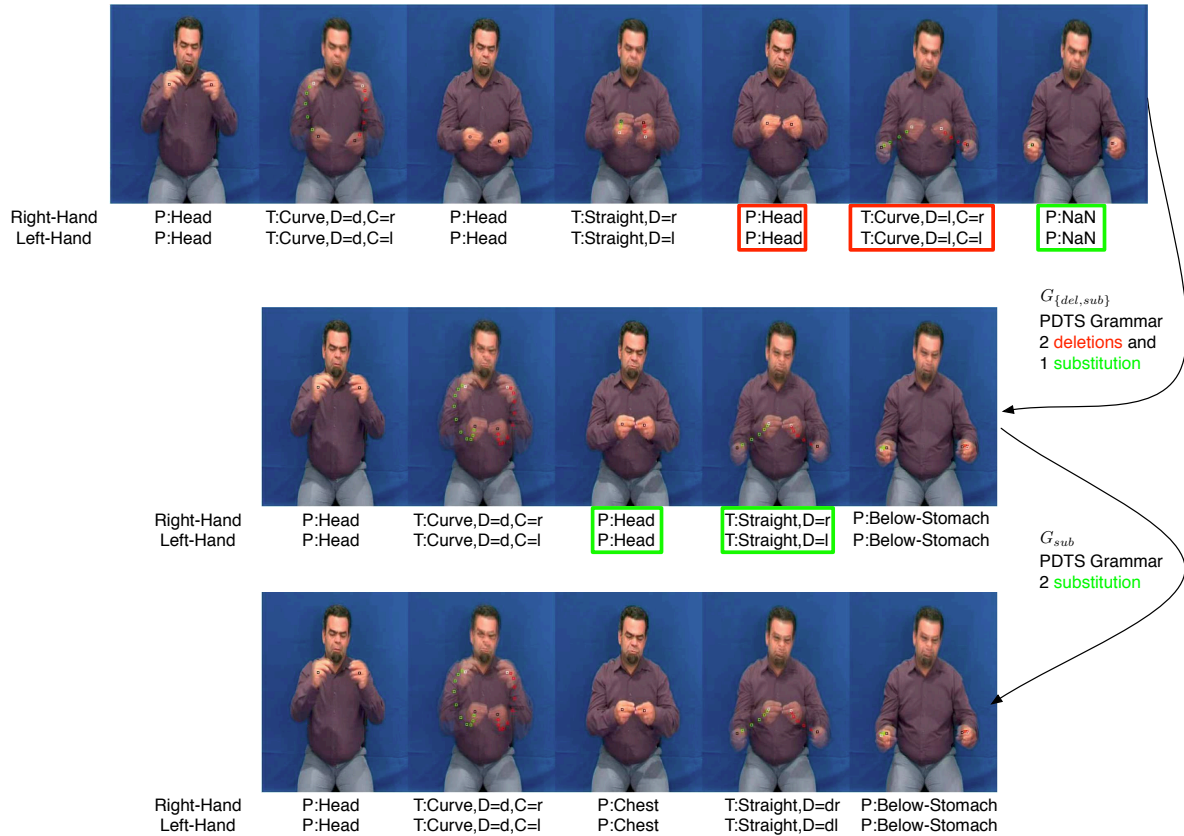 Right-Hand P:Head T:Curve,D=d,C=r P:Head T:Straight,D=r P:Head T:Curve,D=l,C=r P:NaN
Left-Hand P:Head T:Curve,D=d,C=l P:Head T:Straight,D=l P:Head T:Curve,D=l,C=l P:NaN
G{del,sub}
PDTS Grammar
2 deletions and
1 substitution
Right-Hand P:Head T:Curve,D=d,C=r P:Head T:Straight,D=r P:Below-Stomach
Left-Hand P:Head T:Curve,D=d,C=l P:Head T:Straight,D=l P:Below-Stomach
Gsub
PDTS Grammar
2 substitution
Right-Hand P:Head T:Curve,D=d,C=r P:Chest T:Straight,D=dr P:Below-Stomach
Left-Hand P:Head T:Curve,D=d,C=l P:Chest T:Straight,D=dl P:Below-Stomach